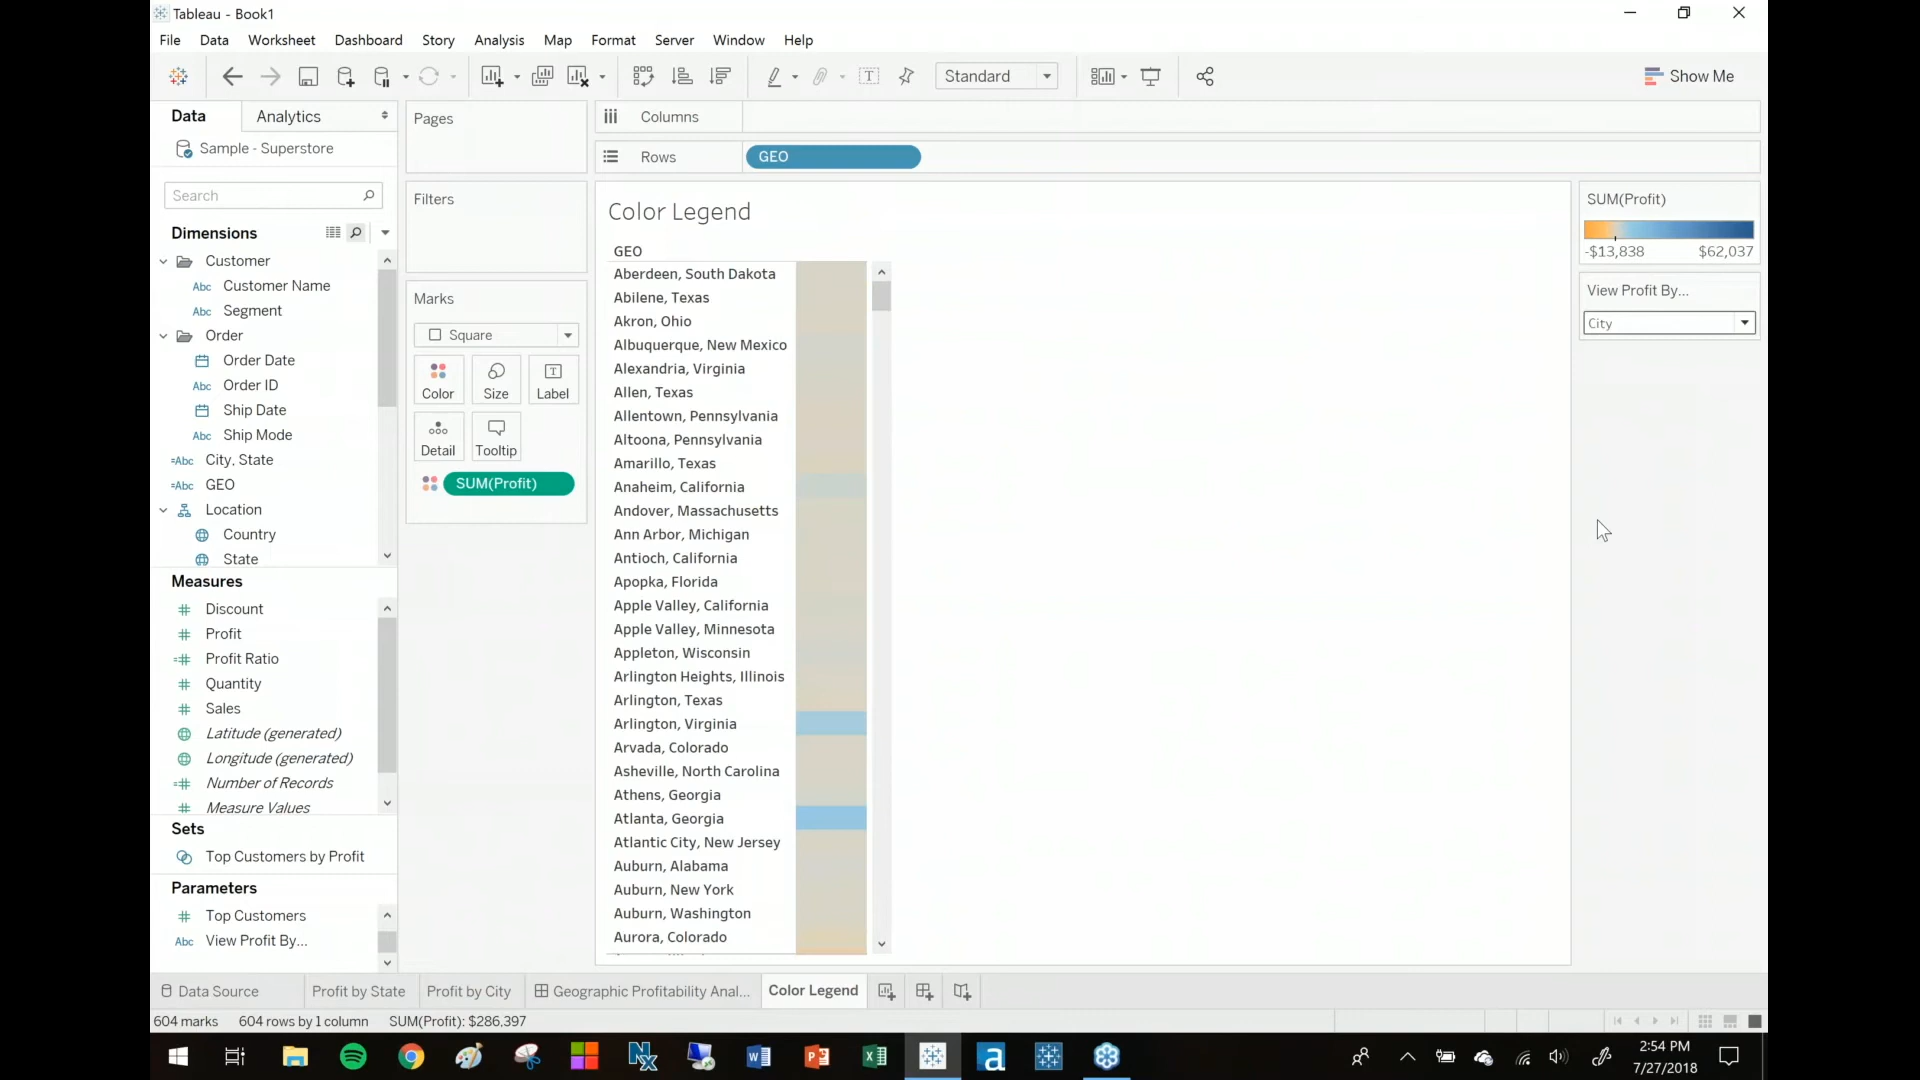 Tableau - Book1
File Data Worksheet Dashboard Story Analysis Map Format Server Window Help
Standard
Show Me
Data
Analytics
Sample - Superstore
Search
Dimensions
Customer
Abc Customer Name
Abc Segment
Order
Order Date
Abc Order ID
Ship Date
Abc Ship Mode
=Abc City, State
=Abc GEO
Location
Country
State
Measures
# Discount
# Profit
=# Profit Ratio
# Quantity
# Sales
Latitude (generated)
Longitude (generated)
=# Number of Records
# Measure Values
Sets
Top Customers by Profit
Parameters
# Top Customers
Abc View Profit By...
Pages
Filters
Marks
Square
Color Size Label
Detail Tooltip
SUM(Profit)
Columns
Rows GEO
Color Legend
GEO
Aberdeen, South Dakota
Abilene, Texas
Akron, Ohio
Albuquerque, New Mexico
Alexandria, Virginia
Allen, Texas
Allentown, Pennsylvania
Altoona, Pennsylvania
Amarillo, Texas
Anaheim, California
Andover, Massachusetts
Ann Arbor, Michigan
Antioch, California
Apopka, Florida
Apple Valley, California
Apple Valley, Minnesota
Appleton, Wisconsin
Arlington Heights, Illinois
Arlington, Texas
Arlington, Virginia
Arvada, Colorado
Asheville, North Carolina
Athens, Georgia
Atlanta, Georgia
Atlantic City, New Jersey
Auburn, Alabama
Auburn, New York
Auburn, Washington
Aurora, Colorado
SUM(Profit)
-$13,838 $62,037
View Profit By...
City
Data Source Profit by State Profit by City Geographic Profitability Anal... Color Legend
604 marks 604 rows by 1 column SUM(Profit): $286,397
2:54 PM
7/27/2018